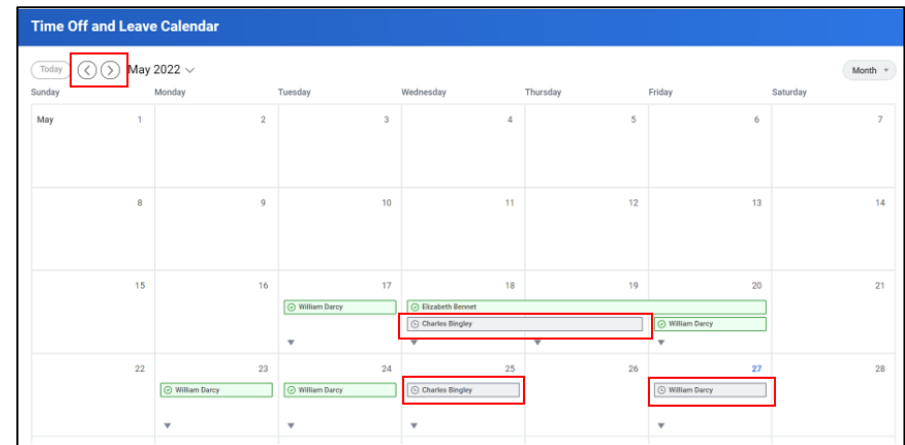 Time Off and Leave Calendar
Today May 2022 Month
Sunday Monday Tuesday Wednesday Thursday Friday Saturday
May 1 2 3 4 5 6 7
8 9 10 11 12 13 14
15 16 17 18 19 20 21
William Darcy Elizabeth Bennet
Charles Bingley William Darcy
22 23 24 25 26 27 28
William Darcy William Darcy Charles Bingley William Darcy